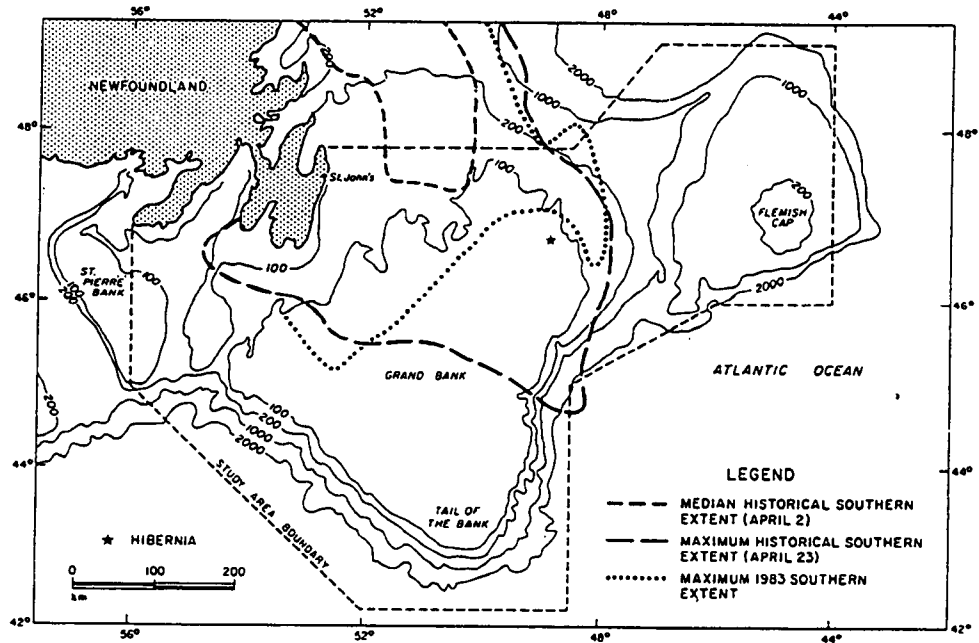 56° 52° 48° 44°
200
2000
NEWFOUNDLAND
1000
200
48° 48°
100
ST. JOHN'S
200
FLEMISH
CAP
100
ST.
PIERRE
BANK
100
2000
46° 46°
GRAND BANK
ATLANTIC OCEAN
200
100
200
1000
2000
44° 44°
STUDY AREA BOUNDARY
TAIL OF
THE BANK
LEGEND
MEDIAN HISTORICAL SOUTHERN
EXTENT (APRIL 2)
MAXIMUM HISTORICAL SOUTHERN
EXTENT (APRIL 23)
MAXIMUM 1983 SOUTHERN
EXTENT
★ HIBERNIA
0 100 200
km
42° 42°
56° 52° 48° 44°